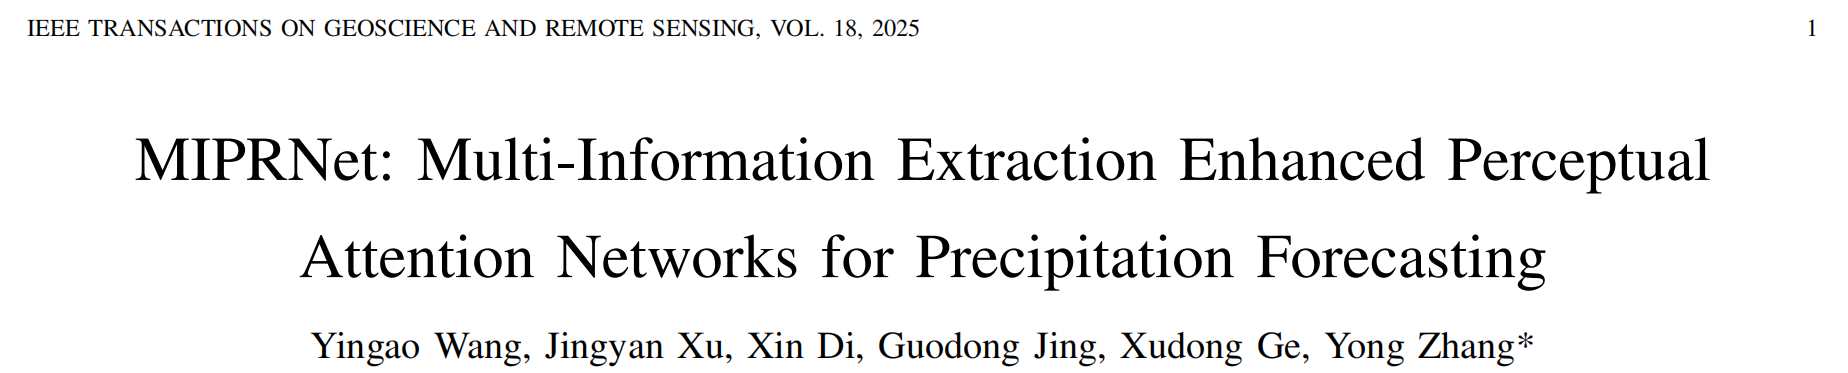 IEEE TRANSACTIONS ON GEOSCIENCE AND REMOTE SENSING, VOL. 18, 2025 1
MIPRNet: Multi-Information Extraction Enhanced Perceptual
Attention Networks for Precipitation Forecasting
Yingao Wang, Jingyan Xu, Xin Di, Guodong Jing, Xudong Ge, Yong Zhang*